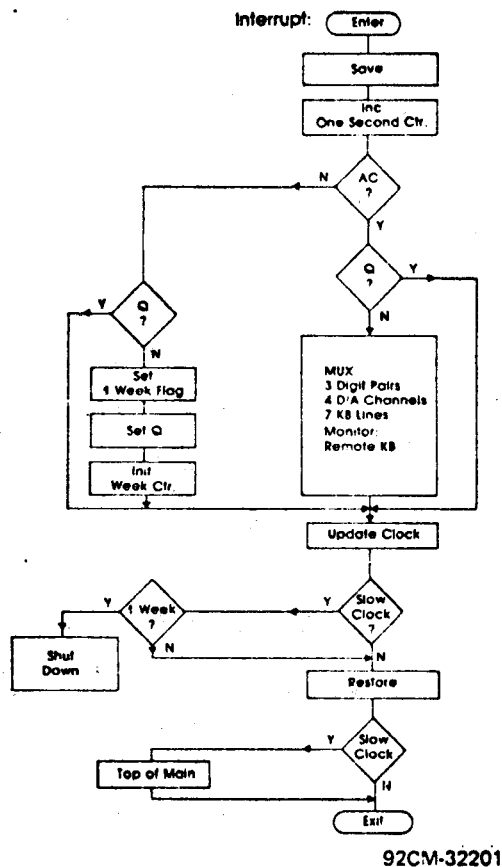 Interrupt:
Enter
Save
Inc
One Second Ctr.
N
AC
?
Y
Y
Q
?
N
Q
?
Y
N
Set
1 Week Flag
Set Q
Init
Week Ctr.
MUX
3 Digit Pairs
4 D/A Channels
7 KB Lines
Monitor:
Remote KB
Update Clock
Y
1 Week
?
N
Y
Slow
Clock
?
N
Shut
Down
Restore
Y
Slow
Clock
N
Top of Main
Exit
92CM-32201